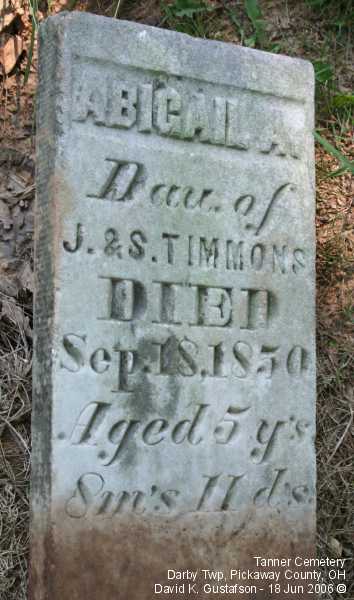 ABIGAIL A.
Dau. of
J. & S. TIMMONS
DIED
Sep. 18, 1850
Aged 5 y's.
8 m's 11 d's.
Tanner Cemetery
Darby Twp, Pickaway County, OH
David K. Gustafson - 18 Jun 2006 @